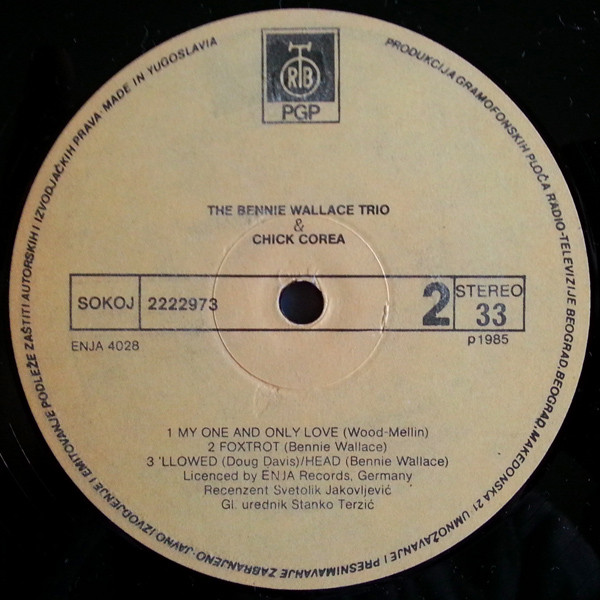 RTB
PGP
THE BENNIE WALLACE TRIO
&
CHICK COREA
SOKOJ 2222973 2 STEREO 33
ENJA 4028 p1985
1 MY ONE AND ONLY LOVE (Wood-Mellin)
2 FOXTROT (Bennie Wallace)
3 'LLOWED (Doug Davis)/HEAD (Bennie Wallace)
Licenced by ENJA Records, Germany
Recenzent Svetolik Jakovljević
Gl. urednik Stanko Terzić
PRODUKCIJA GRAMOFONSKIH PLOČA RADIO-TELEVIZIJE BEOGRAD, BEOGRAD, MAKEDONSKA 21 UMNOŽAVANJE I PRESNIMAVANJE ZABRANJENO·JAVNO IZVODJENJE I EMITOVANJE PODLEŽE ZAŠTITI AUTORSKIH I IZVODJAČKIH PRAVA·MADE IN YUGOSLAVIA